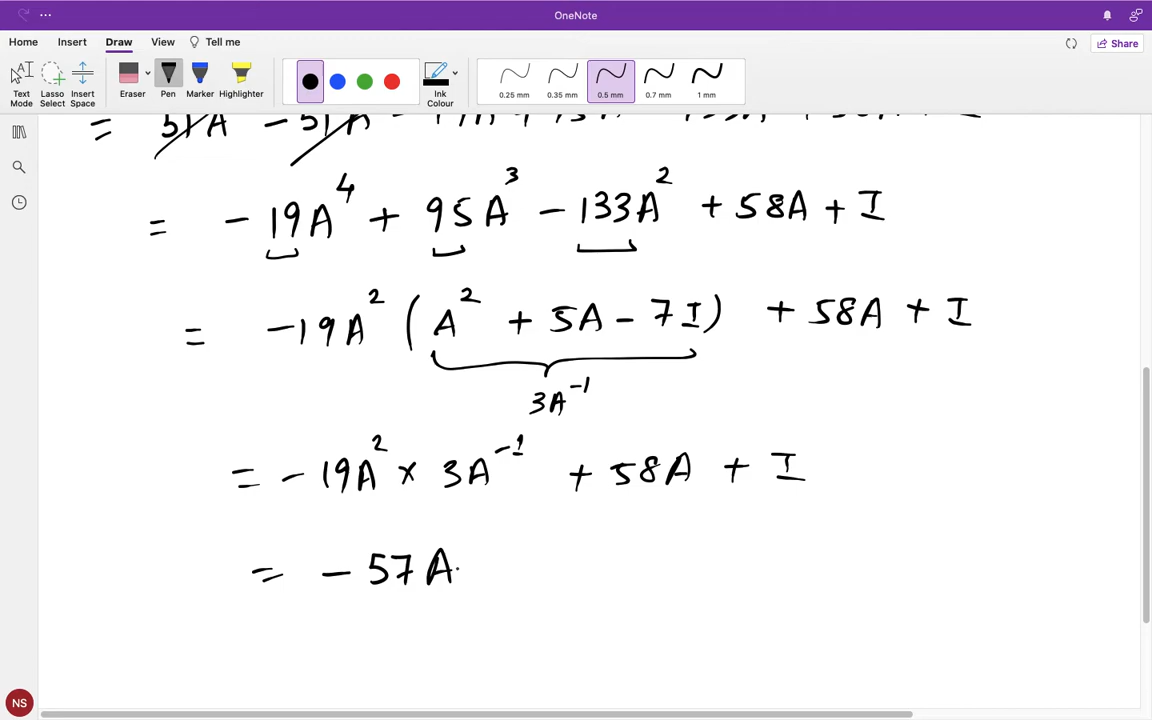 OneNote
Home Insert Draw View Tell me
Share
Text Mode
Lasso Select
Insert Space
Eraser
Pen
Marker
Highlighter
Ink Colour
0.25 mm
0.35 mm
0.5 mm
0.7 mm
1 mm
= 57A - 57A
= - 19A⁴ + 95A³ - 133A² + 58A + I
= -19A² (A² + 5A - 7I) + 58A + I
3A⁻¹
= - 19A² × 3A⁻¹ + 58A + I
= - 57A
NS